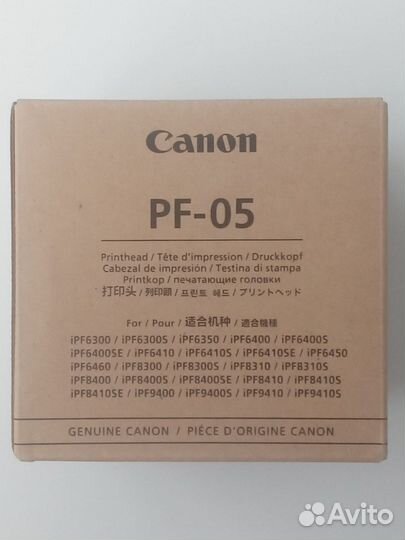 Canon
PF-05
Printhead / Tête d'impression / Druckkopf
Cabezal de impresión / Testina di stampa
Printkop / печатающие головки
打印头 / 列印頭 / 프린트 헤드 / プリントヘッド
For / Pour / 适合机种 / 適合機種
iPF6300 / iPF6300S / iPF6350 / iPF6400 / iPF6400S
iPF6400SE / iPF6410 / iPF6410S / iPF6410SE / iPF6450
iPF6460 / iPF8300 / iPF8300S / iPF8310 / iPF8310S
iPF8400 / iPF8400S / iPF8400SE / iPF8410 / iPF8410S
iPF8410SE / iPF9400 / iPF9400S / iPF9410 / iPF9410S
GENUINE CANON / PIÈCE D'ORIGINE CANON
Avito